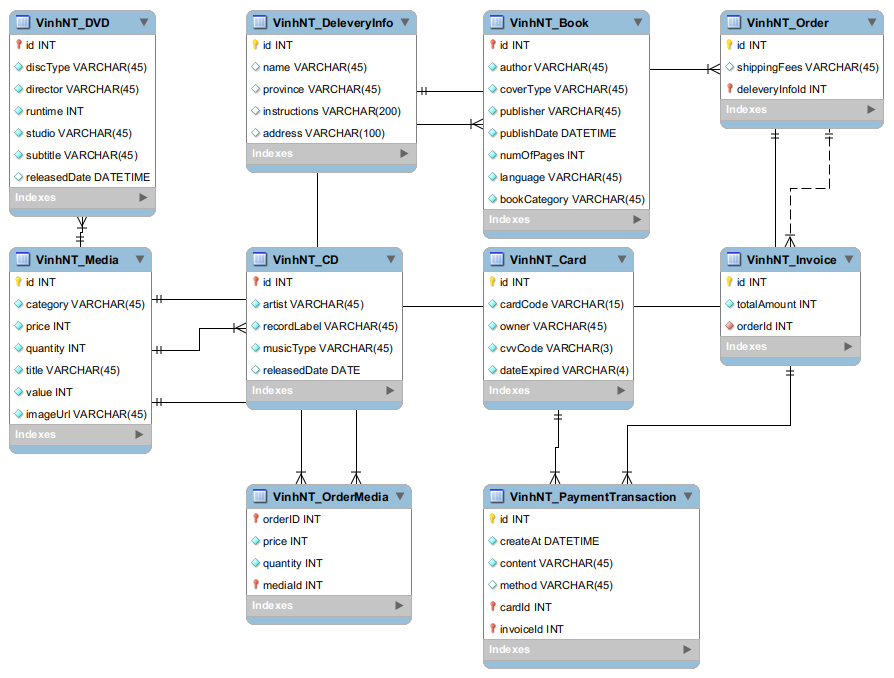 VinhNT_DVD
id INT
discType VARCHAR(45)
director VARCHAR(45)
runtime INT
studio VARCHAR(45)
subtitle VARCHAR(45)
releasedDate DATETIME
Indexes
VinhNT_DeleveryInfo
id INT
name VARCHAR(45)
province VARCHAR(45)
instructions VARCHAR(200)
address VARCHAR(100)
Indexes
VinhNT_Book
id INT
author VARCHAR(45)
coverType VARCHAR(45)
publisher VARCHAR(45)
publishDate DATETIME
numOfPages INT
language VARCHAR(45)
bookCategory VARCHAR(45)
Indexes
VinhNT_Order
id INT
shippingFees VARCHAR(45)
deleveryInfoId INT
Indexes
VinhNT_Media
id INT
category VARCHAR(45)
price INT
quantity INT
title VARCHAR(45)
value INT
imageUrl VARCHAR(45)
Indexes
VinhNT_CD
id INT
artist VARCHAR(45)
recordLabel VARCHAR(45)
musicType VARCHAR(45)
releasedDate DATE
Indexes
VinhNT_Card
id INT
cardCode VARCHAR(15)
owner VARCHAR(45)
cvvCode VARCHAR(3)
dateExpired VARCHAR(4)
Indexes
VinhNT_Invoice
id INT
totalAmount INT
orderId INT
Indexes
VinhNT_OrderMedia
orderID INT
price INT
quantity INT
mediaId INT
Indexes
VinhNT_PaymentTransaction
id INT
createAt DATETIME
content VARCHAR(45)
method VARCHAR(45)
cardId INT
invoiceId INT
Indexes